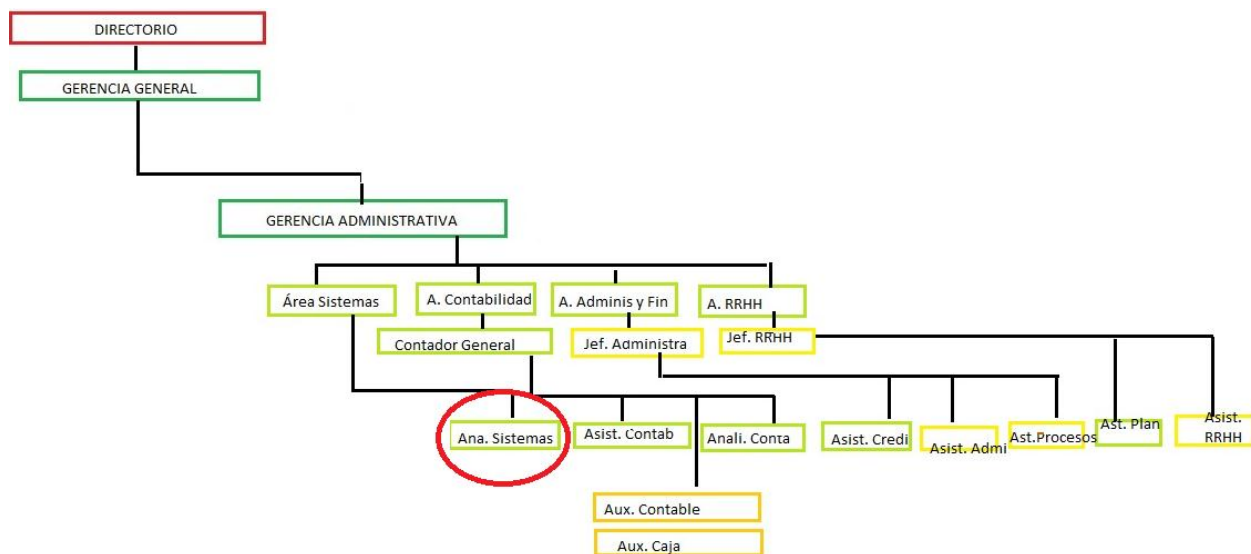 DIRECTORIO
GERENCIA GENERAL
GERENCIA ADMINISTRATIVA
Área Sistemas
A. Contabilidad
A. Adminis y Fin
A. RRHH
Contador General
Jef. Administra
Jef. RRHH
Ana. Sistemas
Asist. Contab
Anali. Conta
Asist. Credi
Asist. Admi
Ast.Procesos
Ast. Plan
Asist.
RRHH
Aux. Contable
Aux. Caja